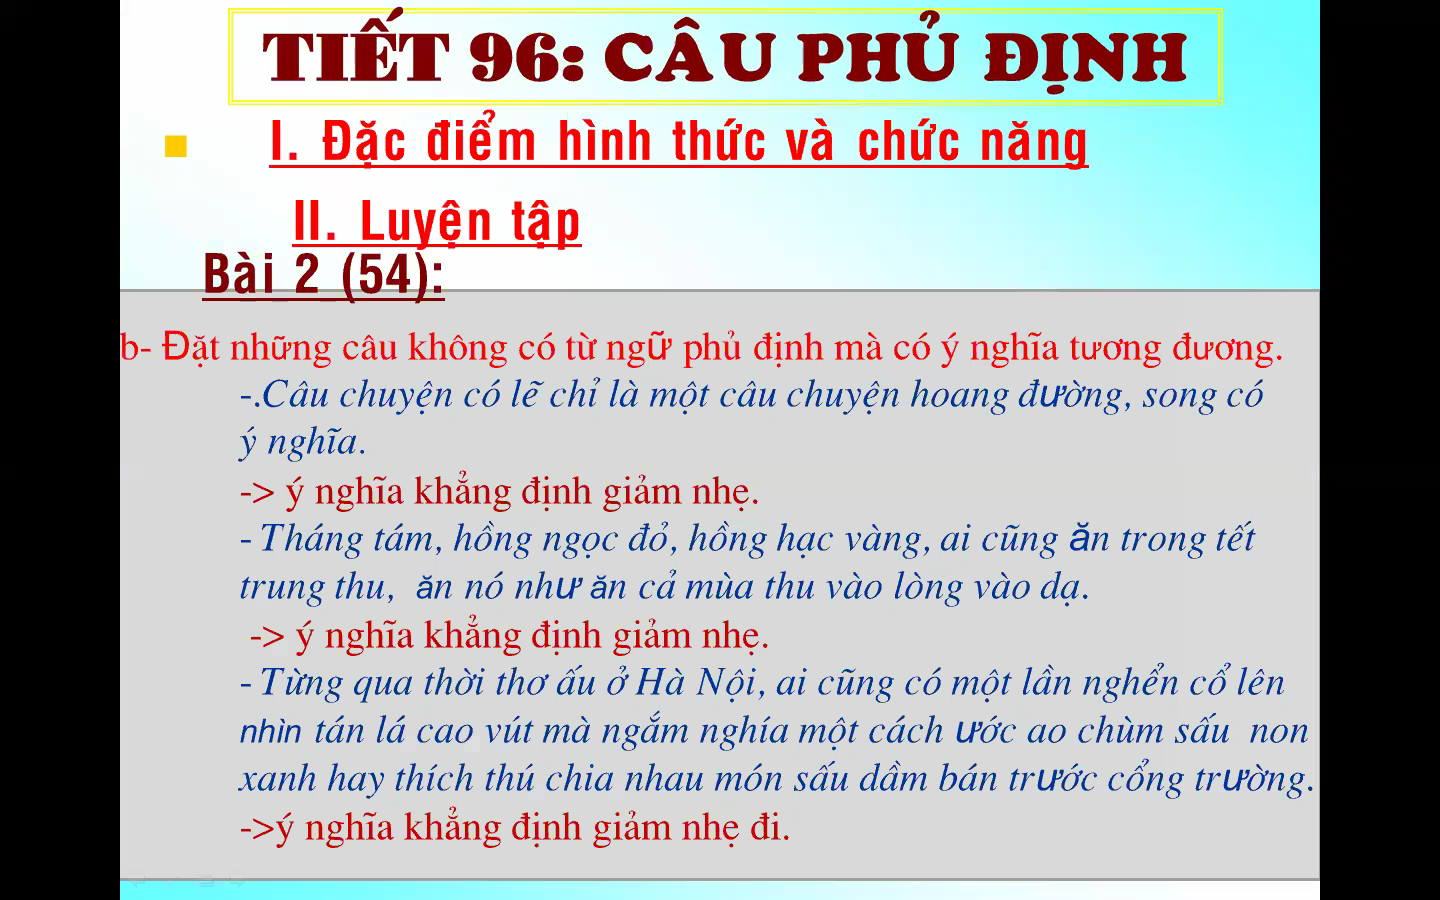 TIẾT 96: CÂU PHỦ ĐỊNH
I. Đặc điểm hình thức và chức năng
II. Luyện tập
Bài 2 (54):
b- Đặt những câu không có từ ngữ phủ định mà có ý nghĩa tương đương.
-.Câu chuyện có lẽ chỉ là một câu chuyện hoang đường, song có
ý nghĩa.
-> ý nghĩa khẳng định giảm nhẹ.
- Tháng tám, hồng ngọc đỏ, hồng hạc vàng, ai cũng ăn trong tết
trung thu, ăn nó như ăn cả mùa thu vào lòng vào dạ.
-> ý nghĩa khẳng định giảm nhẹ.
- Từng qua thời thơ ấu ở Hà Nội, ai cũng có một lần nghển cổ lên
nhìn tán lá cao vút mà ngắm nghía một cách ước ao chùm sấu non
xanh hay thích thú chia nhau món sấu dầm bán trước cổng trường.
->ý nghĩa khẳng định giảm nhẹ đi.